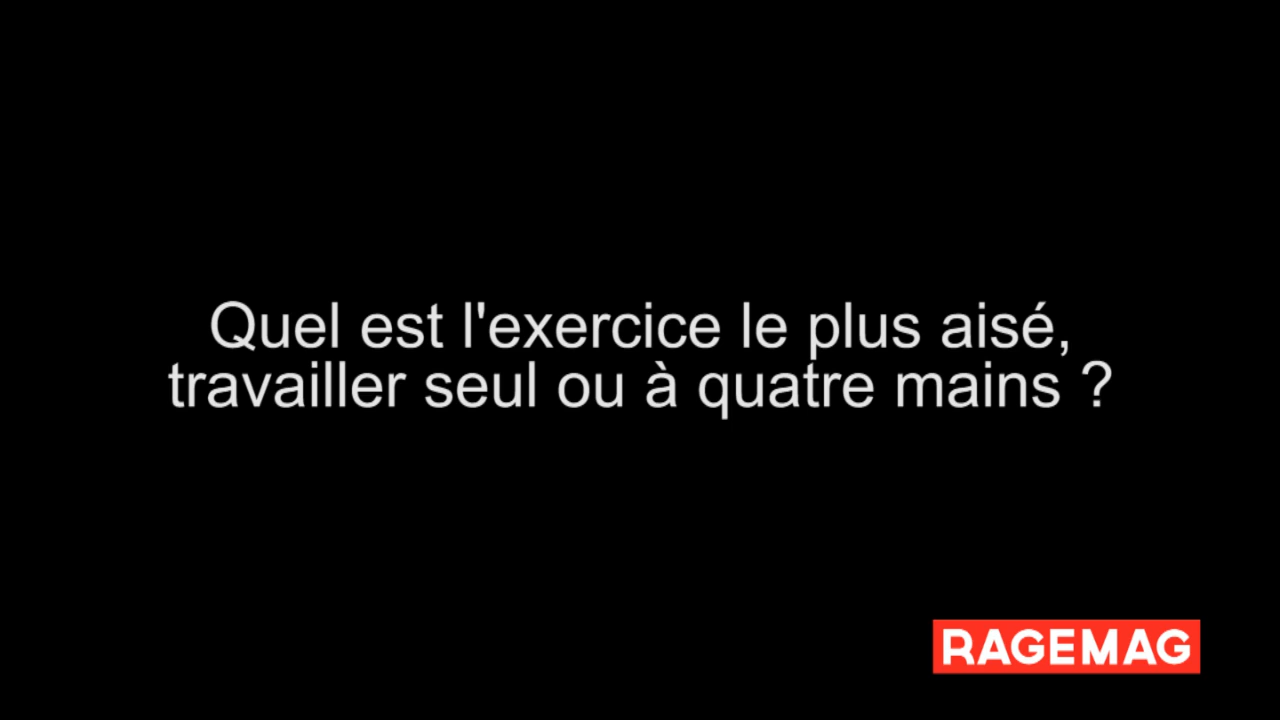 Quel est l'exercice le plus aisé,
travailler seul ou à quatre mains ?
RAGEMAG